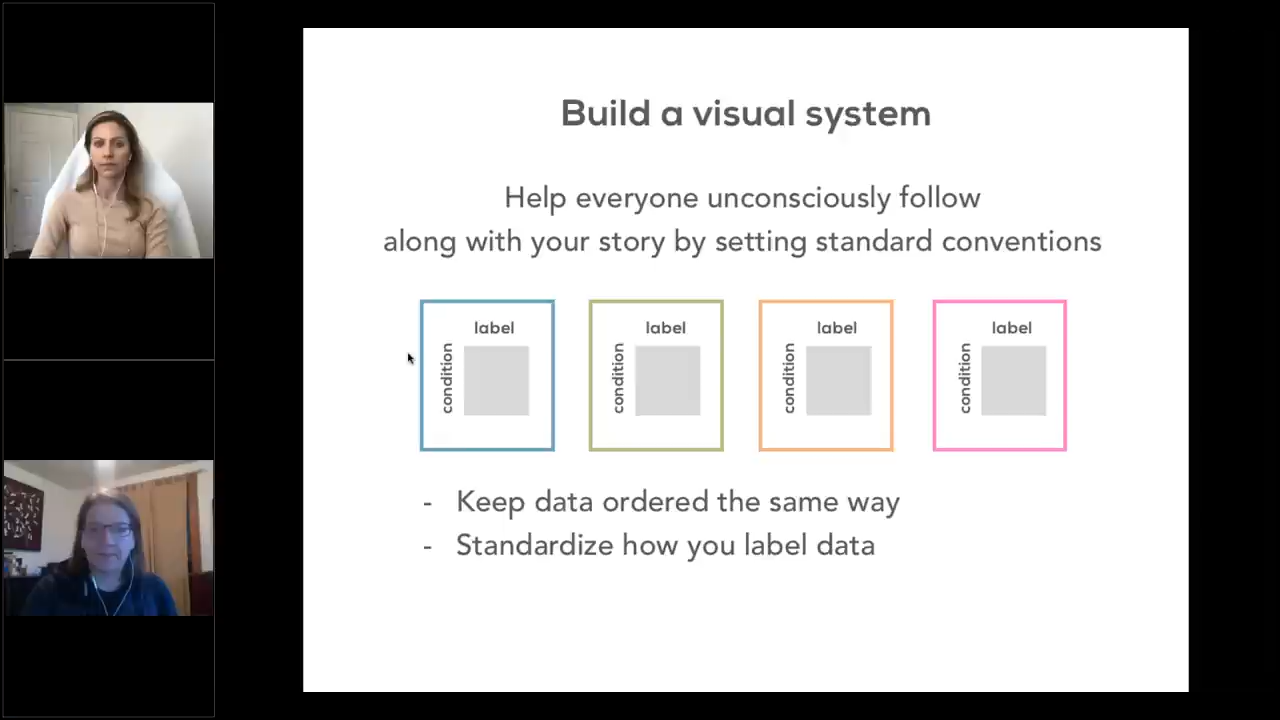 Build a visual system
Help everyone unconsciously follow
along with your story by setting standard conventions
label
condition
label
condition
label
condition
label
condition
- Keep data ordered the same way
- Standardize how you label data